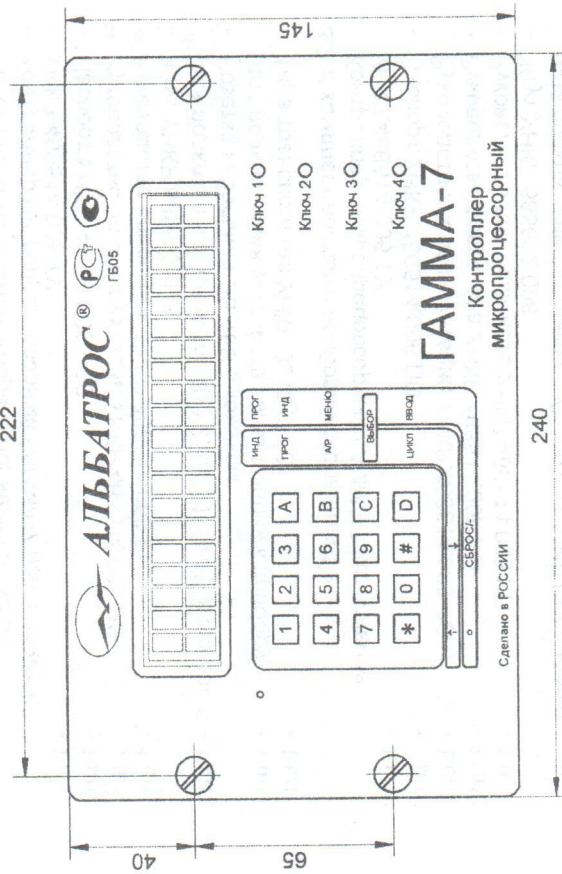 222
145
АЛЬБАТРОС ®
РС
ГБ05
Ключ 1
Ключ 2
Ключ 3
Ключ 4
ИНД ПРОГ
ПРОГ ИНД
А/Р МЕНЮ
ВЫБОР
ЦИКЛ ВВОД
1 2 3 A
4 5 6 B
7 8 9 C
* 0 # D
↑ ↓
СБРОС/-
ГАММА-7
Контроллер
микропроцессорный
Сделано в РОССИИ
40
65
240